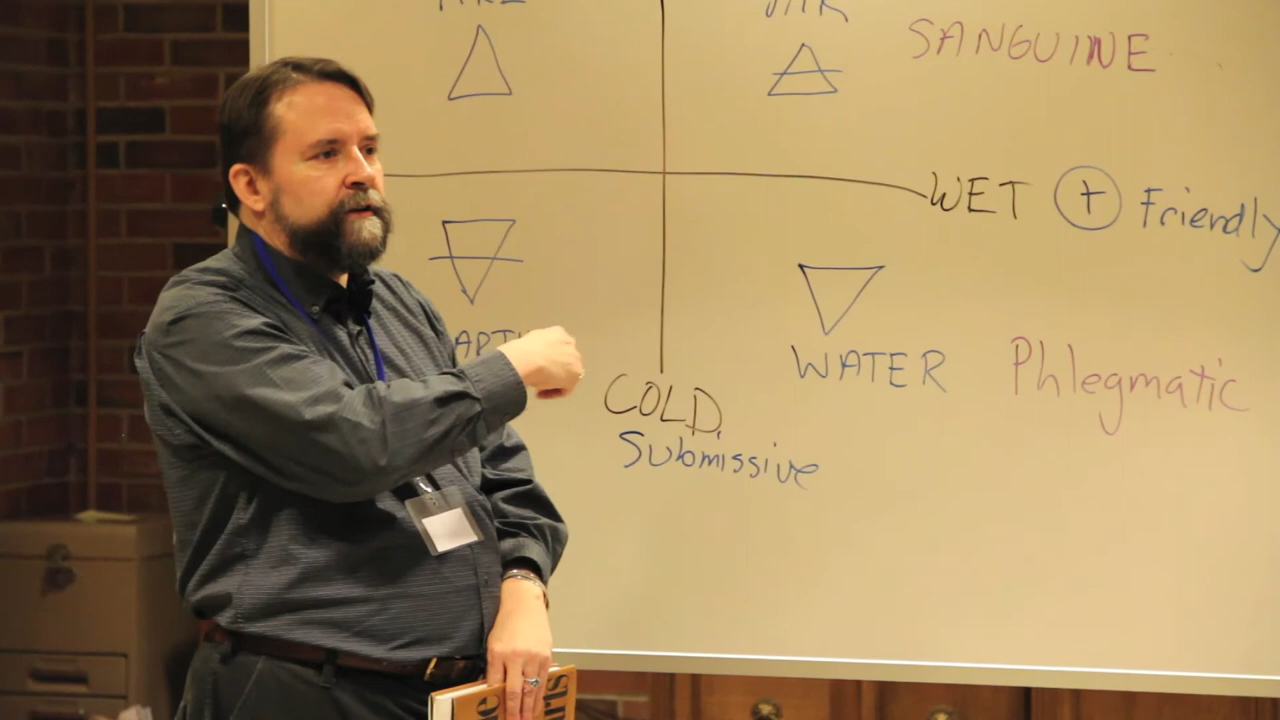 SANGUINE
WET + Friendly
WATER
Phlegmatic
COLD
Submissive